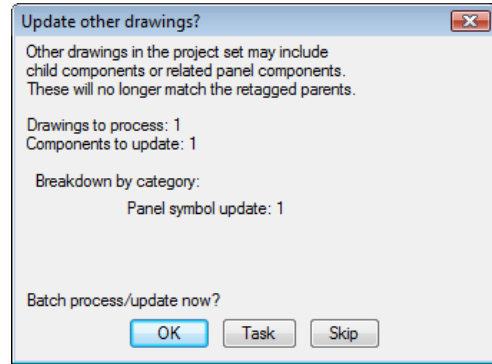 Update other drawings?
Other drawings in the project set may include
child components or related panel components.
These will no longer match the retagged parents.
Drawings to process: 1
Components to update: 1
Breakdown by category:
Panel symbol update: 1
Batch process/update now?
OK Task Skip